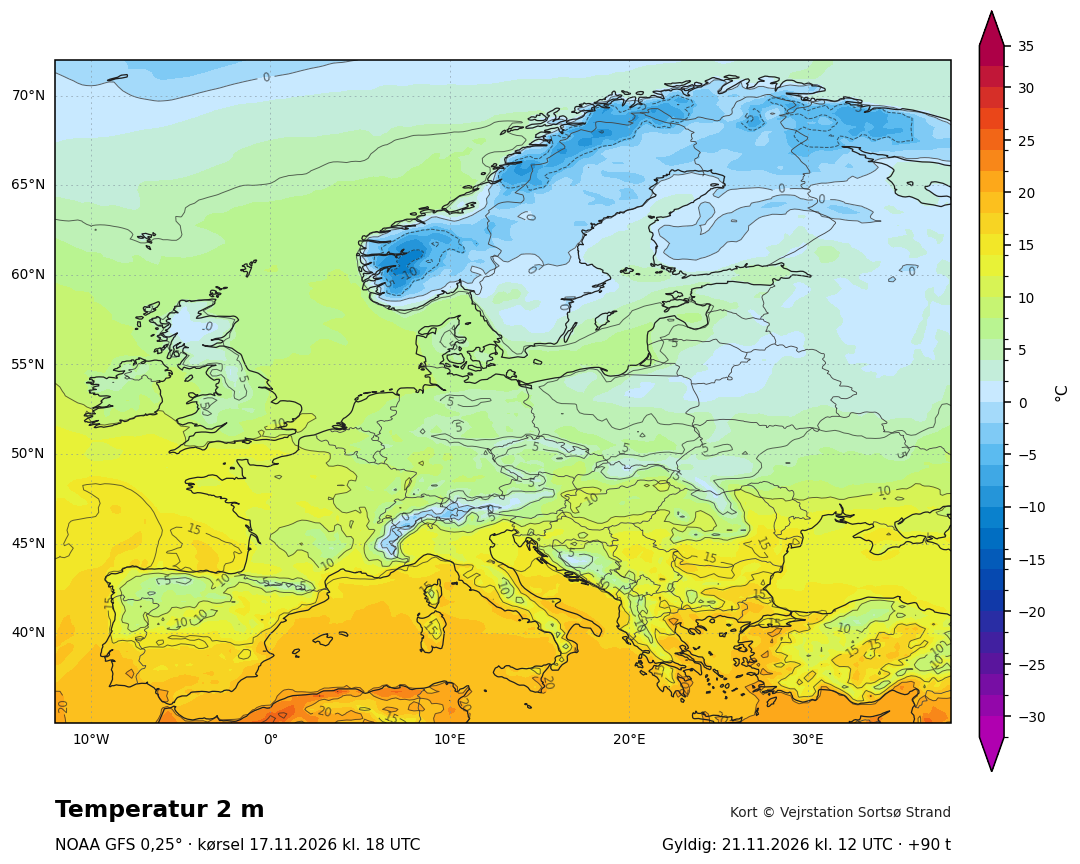 70°N
65°N
60°N
55°N
50°N
45°N
40°N
10°W
0°
10°E
20°E
30°E
35
30
25
20
15
10
5
0
−5
−10
−15
−20
−25
−30
°C
Temperatur 2 m
Kort © Vejrstation Sortsø Strand
NOAA GFS 0,25° · kørsel 17.11.2026 kl. 18 UTC
Gyldig: 21.11.2026 kl. 12 UTC · +90 t